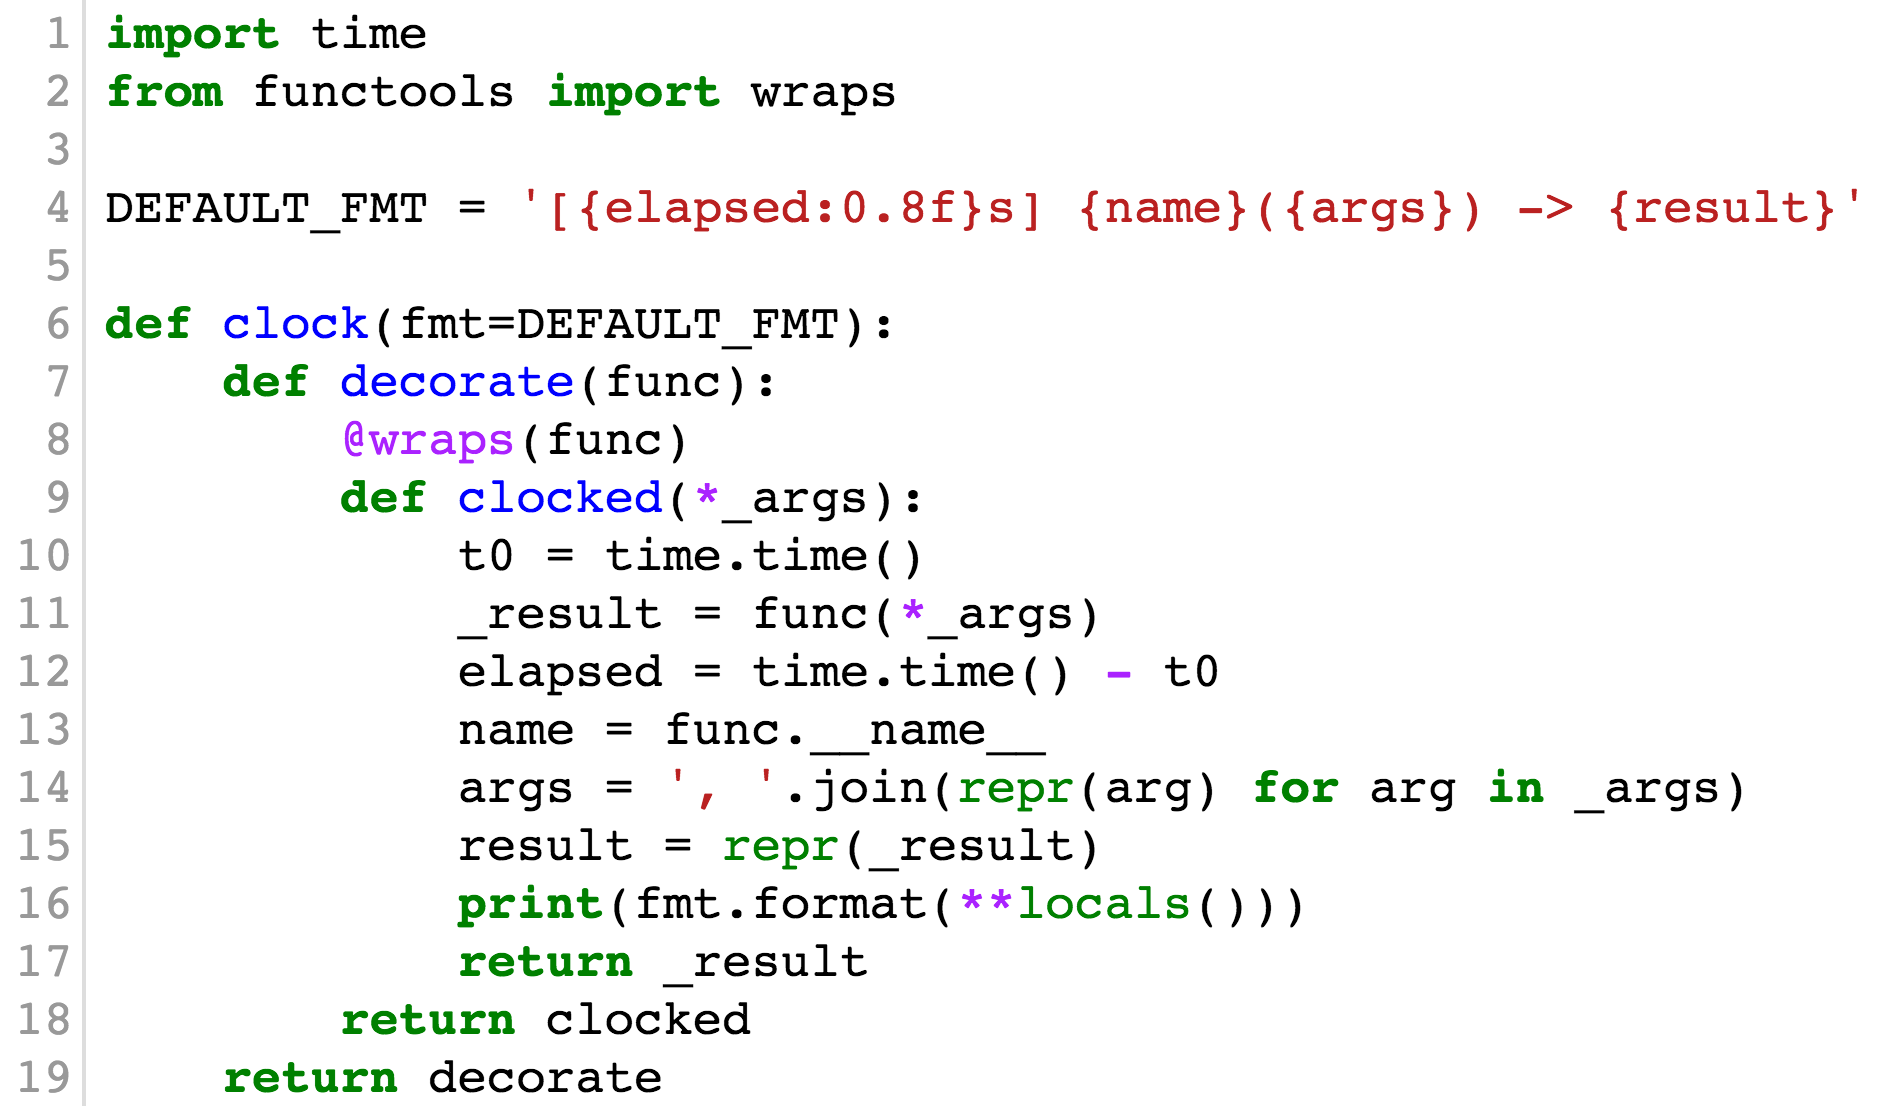 1 import time
2 from functools import wraps
3
4 DEFAULT_FMT = '[{elapsed:0.8f}s] {name}({args}) -> {result}'
5
6 def clock(fmt=DEFAULT_FMT):
7     def decorate(func):
8         @wraps(func)
9         def clocked(*_args):
10             t0 = time.time()
11             _result = func(*_args)
12             elapsed = time.time() - t0
13             name = func.__name__
14             args = ', '.join(repr(arg) for arg in _args)
15             result = repr(_result)
16             print(fmt.format(**locals()))
17             return _result
18         return clocked
19     return decorate